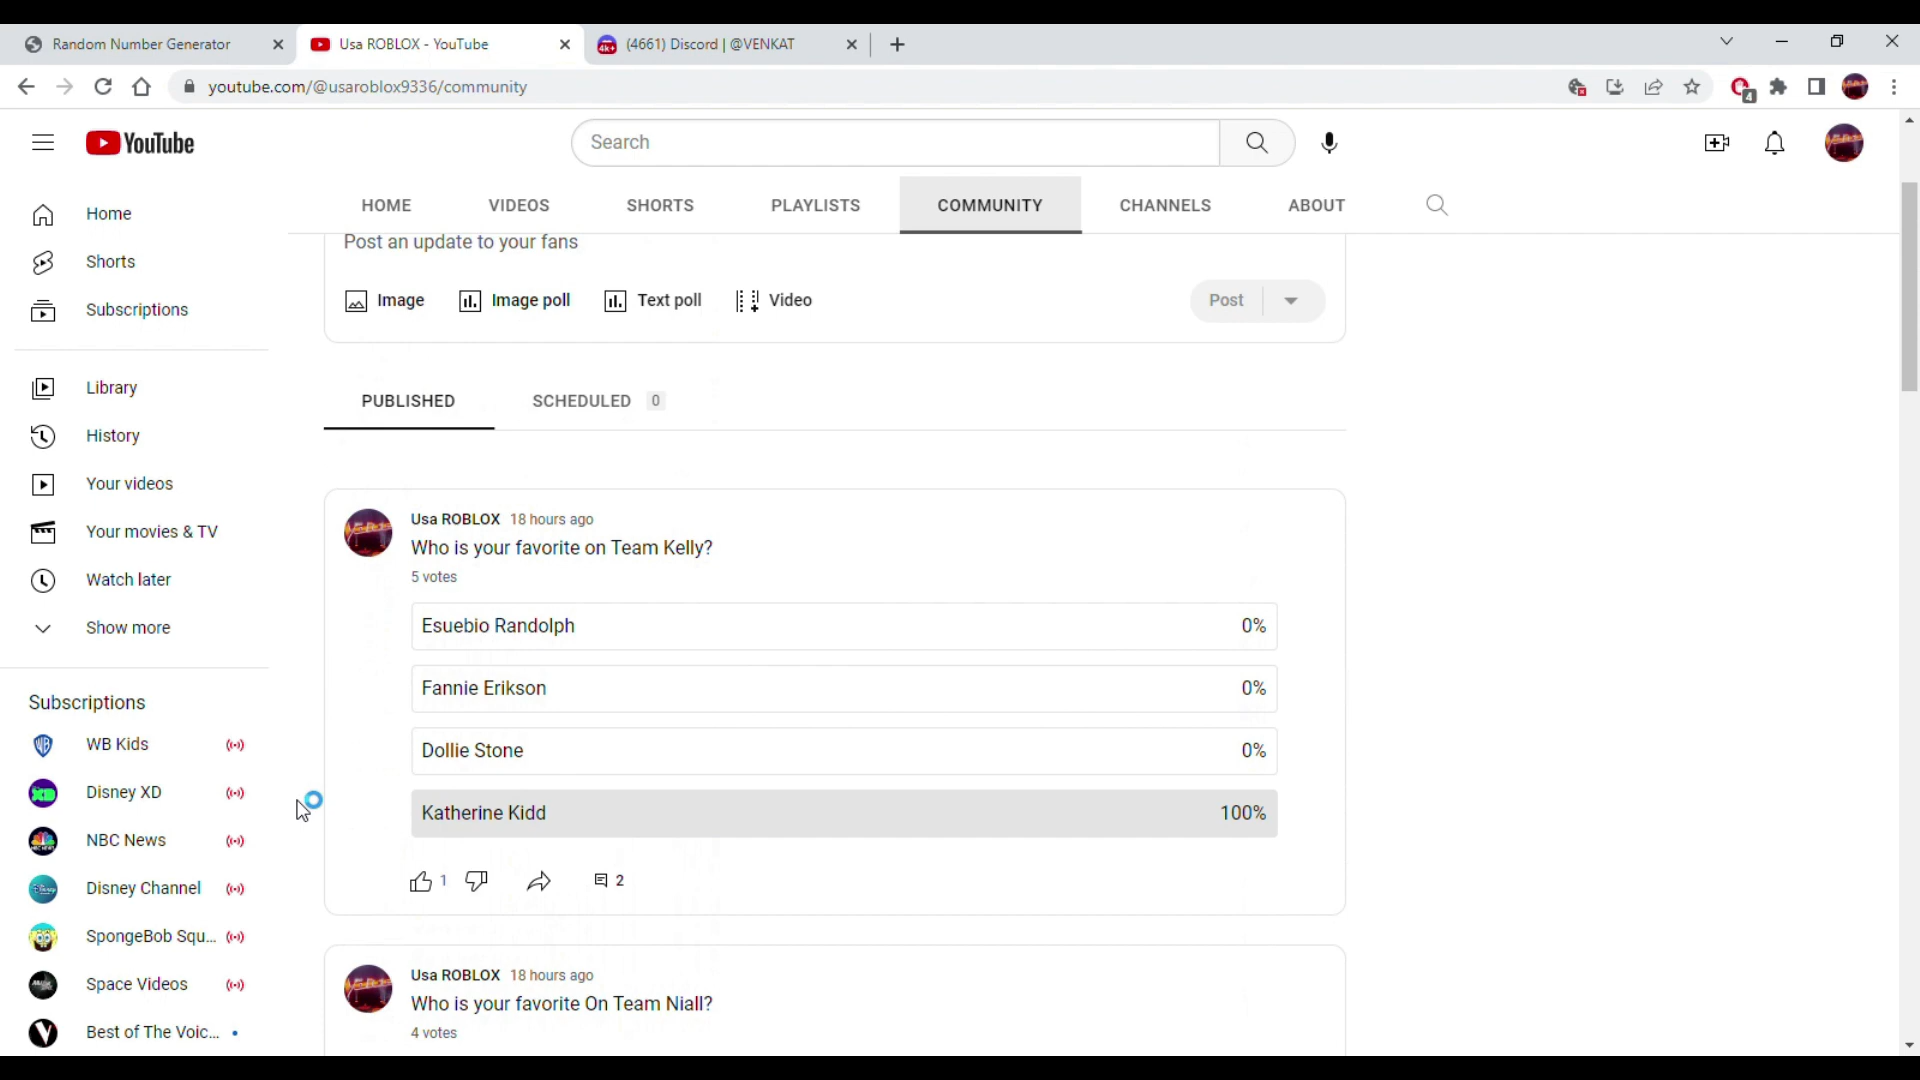 Random Number Generator
Usa ROBLOX - YouTube
(4661) Discord | @VENKAT
youtube.com/@usaroblox9336/community
4
YouTube
Search
HOME
VIDEOS
SHORTS
PLAYLISTS
COMMUNITY
CHANNELS
ABOUT
Home
Shorts
Subscriptions
Library
History
Your videos
Your movies & TV
Watch later
Show more
Subscriptions
WB Kids
Disney XD
NBC News
Disney Channel
SpongeBob Squ...
Space Videos
Best of The Voic...
Post an update to your fans
Image
Image poll
Text poll
Video
Post
PUBLISHED
SCHEDULED 0
Usa ROBLOX 18 hours ago
Who is your favorite on Team Kelly?
5 votes
Esuebio Randolph 0%
Fannie Erikson 0%
Dollie Stone 0%
Katherine Kidd 100%
1
2
Usa ROBLOX 18 hours ago
Who is your favorite On Team Niall?
4 votes